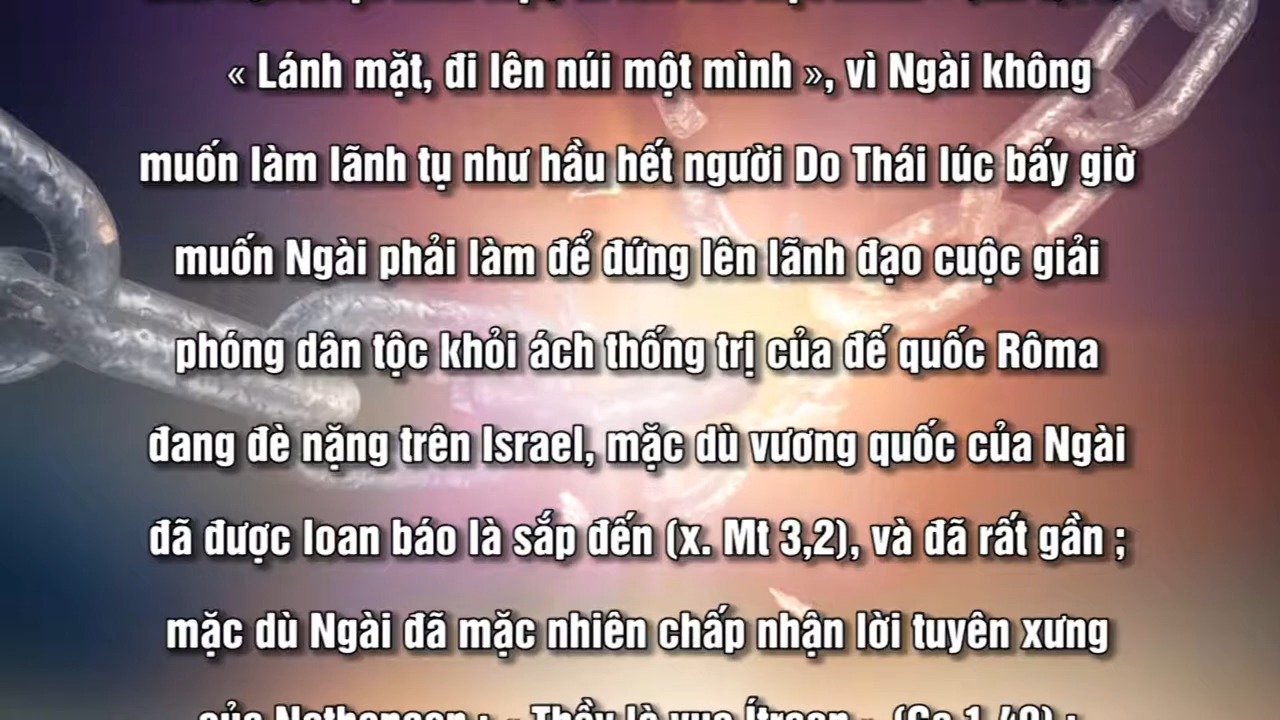 « Lánh mặt, đi lên núi một mình », vì Ngài không
muốn làm lãnh tụ như hầu hết người Do Thái lúc bấy giờ
muốn Ngài phải làm để đứng lên lãnh đạo cuộc giải
phóng dân tộc khỏi ách thống trị của đế quốc Rôma
đang đè nặng trên Israel, mặc dù vương quốc của Ngài
đã được loan báo là sắp đến (x. Mt 3,2), và đã rất gần ;
mặc dù Ngài đã mặc nhiên chấp nhận lời tuyên xưng
của Nathanaen : « Thầy là vua Ítraen » (Ga 1,49) ;